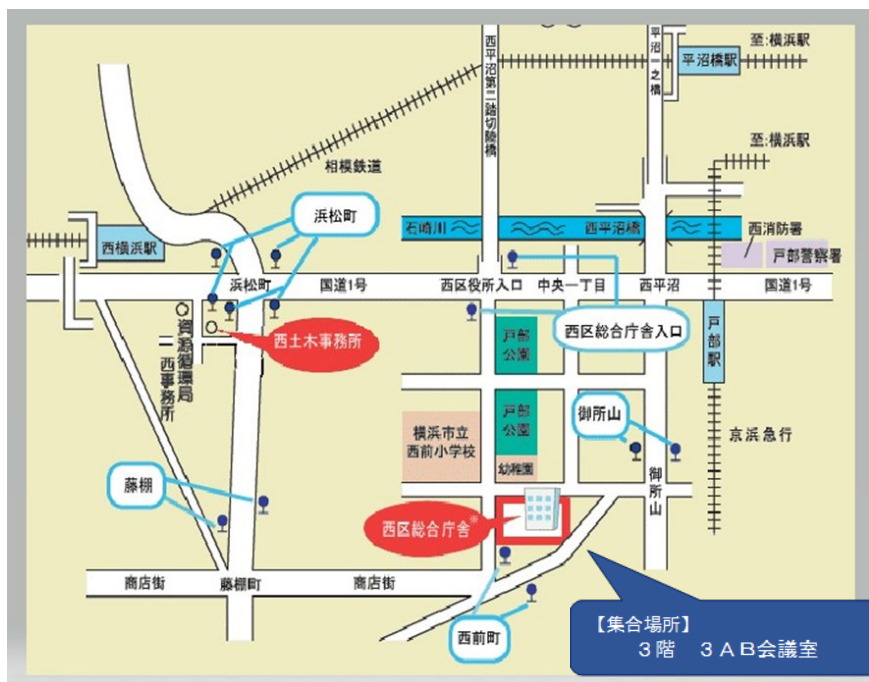 西平沼第二踏切陸橋
平沼一之橋
至:横浜駅
平沼橋駅
至:横浜駅
相模鉄道
浜松町
石崎川
西平沼橋
西消防署
戸部警察署
西横浜駅
浜松町
国道1号
西区役所入口
中央一丁目
西平沼
国道1号
資源循環局
西事務所
西土木事務所
戸部
公園
西区総合庁舎入口
戸部駅
横浜市立
西前小学校
戸部
公園
御所山
京浜急行
幼稚園
御所山
藤棚
西区総合庁舎※
商店街
藤棚町
商店街
西前町
【集合場所】
3階 3AB会議室